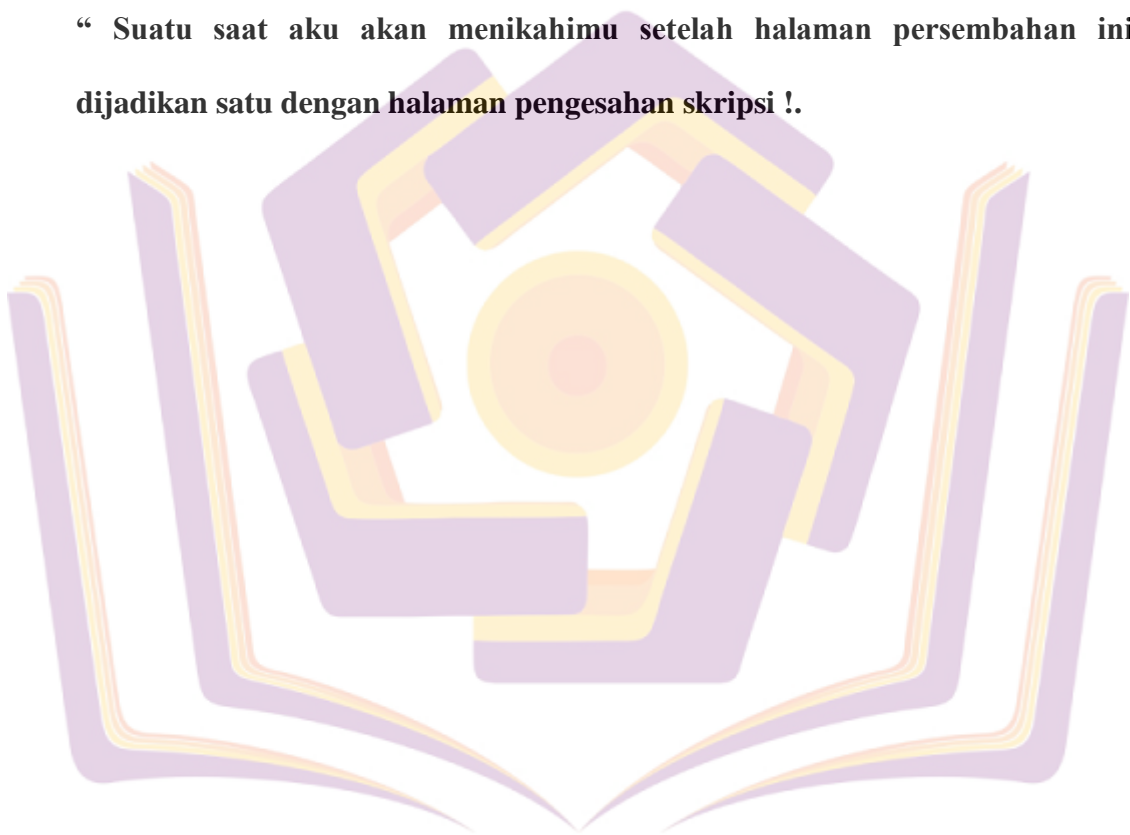 “ Suatu saat aku akan menikahimu setelah halaman persembahan ini
dijadikan satu dengan halaman pengesahan skripsi !.